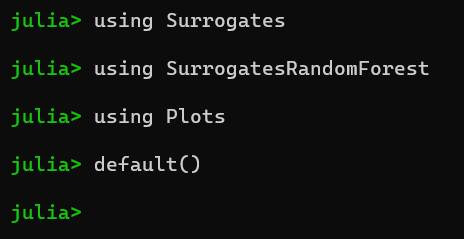 julia> using Surrogates
julia> using SurrogatesRandomForest
julia> using Plots
julia> default()
julia>